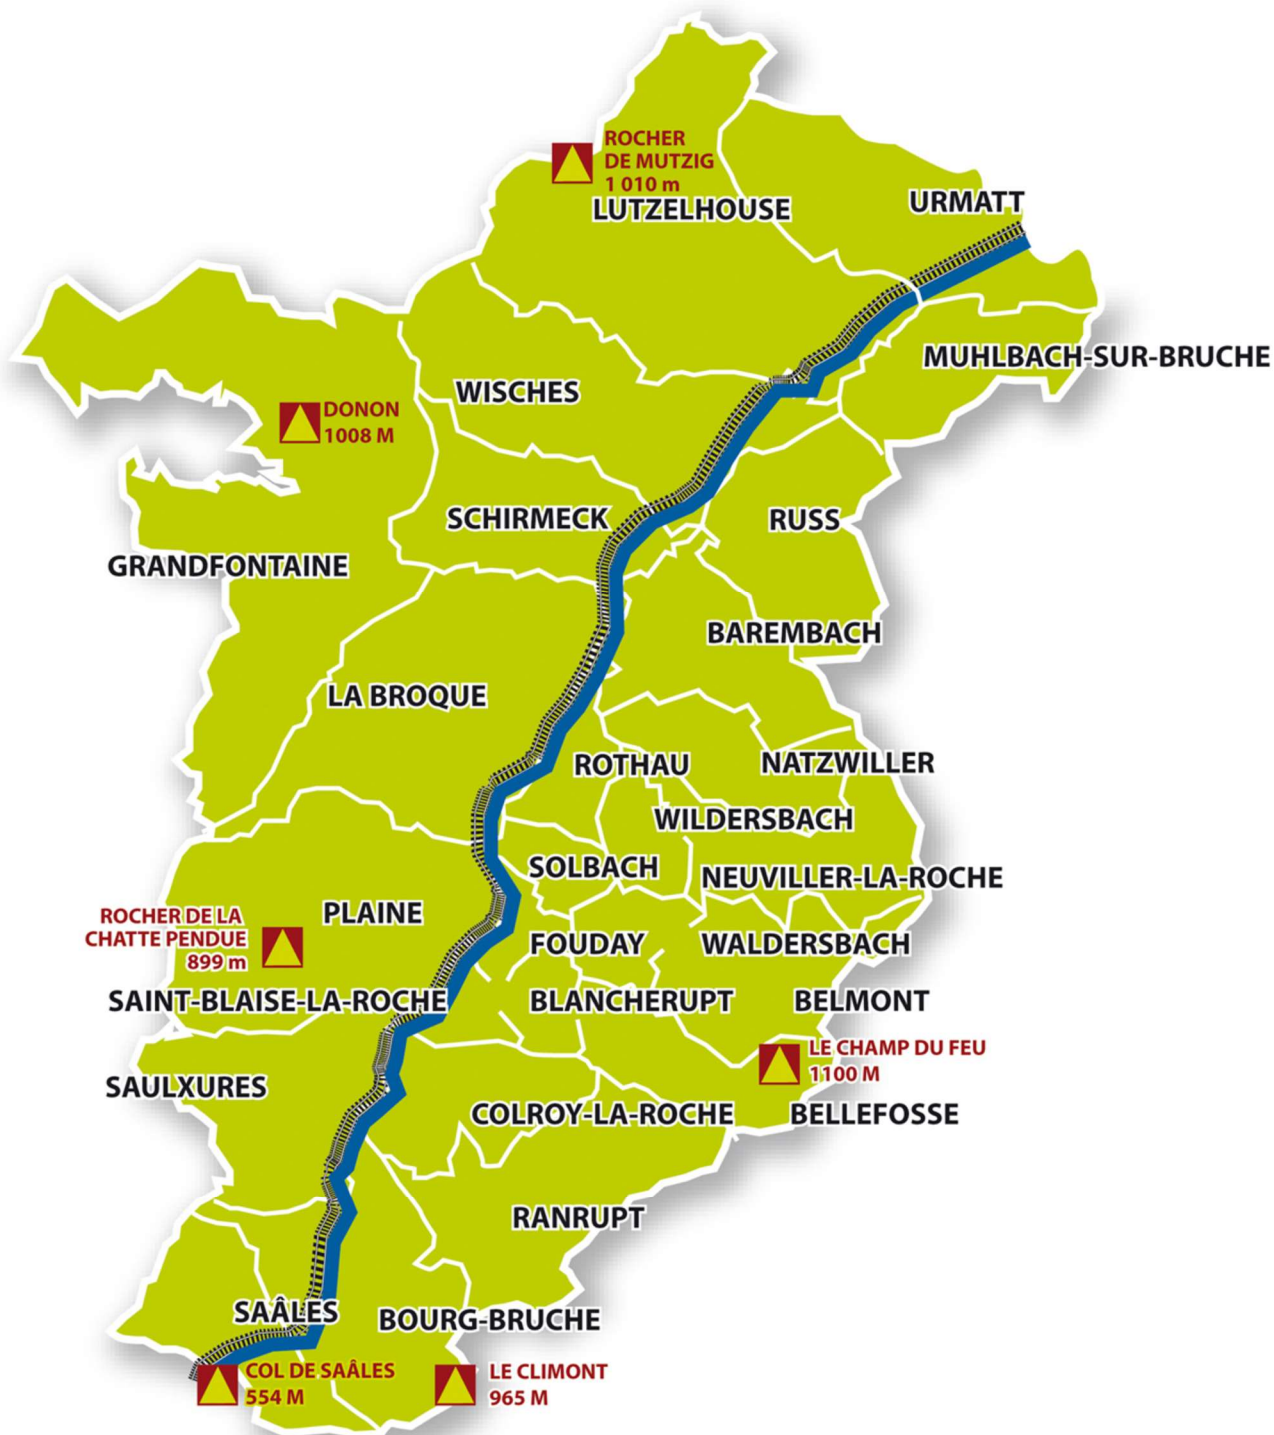 ROCHER
DE MUTZIG
1 010 m
LUTZELHOUSE
URMATT
MUHLBACH-SUR-BRUCHE
WISCHES
DONON
1008 M
SCHIRMECK
RUSS
GRANDFONTAINE
BAREMBACH
LA BROQUE
ROTHAU
NATZWILLER
WILDERSBACH
SOLBACH
NEUVILLER-LA-ROCHE
PLAINE
ROCHER DE LA
CHATTE PENDUE
899 m
FOUDAY
WALDERSBACH
SAINT-BLAISE-LA-ROCHE
BLANCHERUPT
BELMONT
LE CHAMP DU FEU
1100 M
SAULXURES
COLROY-LA-ROCHE
BELLEFOSSE
RANRUPT
SAÂLES
BOURG-BRUCHE
COL DE SAÂLES
554 M
LE CLIMONT
965 M